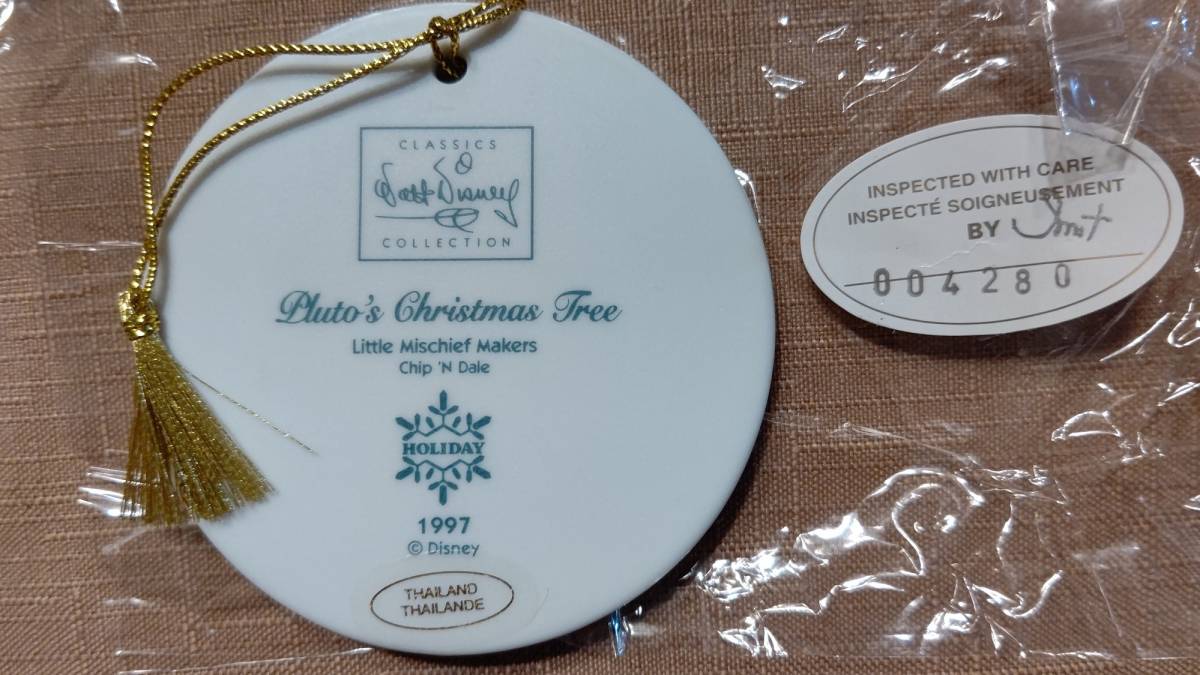 CLASSICS
Walt Disney
COLLECTION
Pluto's Christmas Tree
Little Mischief Makers
Chip 'N Dale
HOLIDAY
1997
© Disney
THAILAND
THAILANDE
INSPECTED WITH CARE
INSPECTÉ SOIGNEUSEMENT
BY
004280